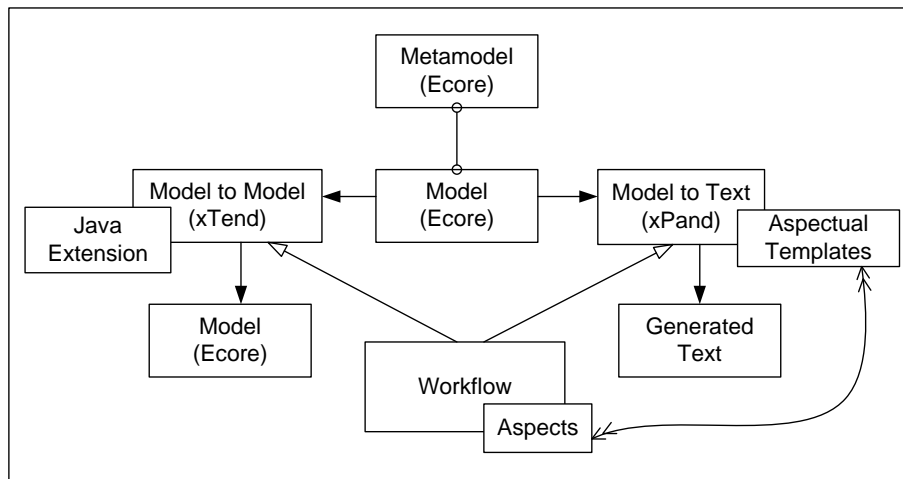 Metamodel
(Ecore)
Model to Model
(xTend)
Java
Extension
Model
(Ecore)
Model to Text
(xPand)
Aspectual
Templates
Model
(Ecore)
Generated
Text
Workflow
Aspects